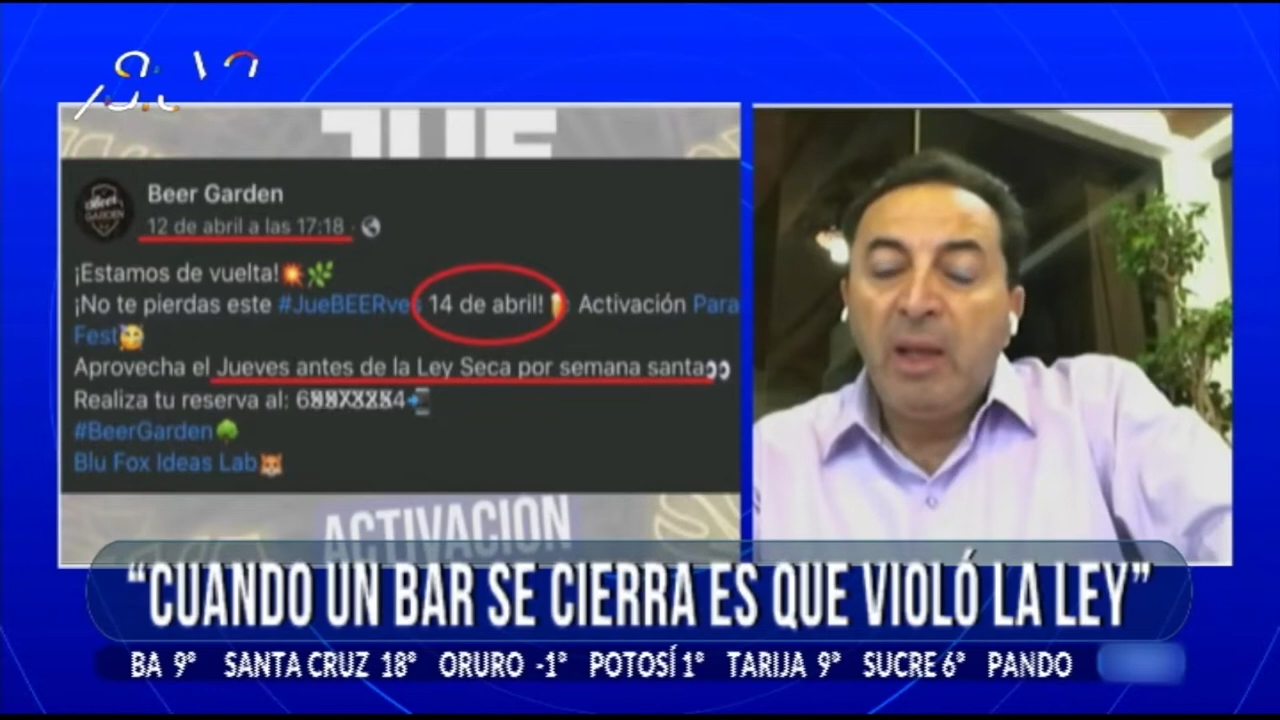 JUE
Beer Garden
12 de abril a las 17:18 ·
Beer
GARDEN
¡Estamos de vuelta!💥🌿
¡No te pierdas este #JueBEERves 14 de abril! Activación Para
Fest🥳
Aprovecha el Jueves antes de la Ley Seca por semana santa👀
Realiza tu reserva al:
#BeerGarden🌳
Blu Fox Ideas Lab🦊
ACTIVACION
“CUANDO UN BAR SE CIERRA ES QUE VIOLÓ LA LEY”
BA 9° SANTA CRUZ 18° ORURO -1° POTOSÍ 1° TARIJA 9° SUCRE 6° PANDO